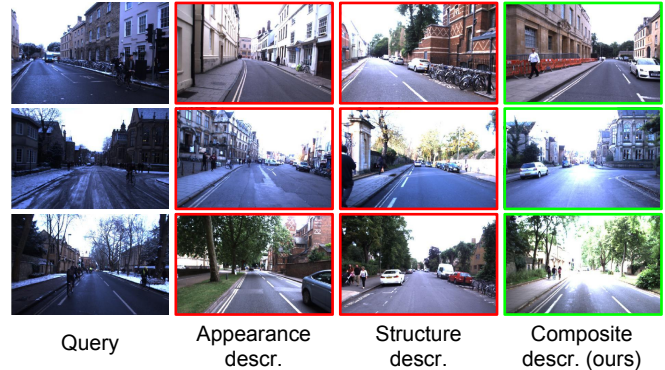 Query
Appearance
descr.
Structure
descr.
Composite
descr. (ours)